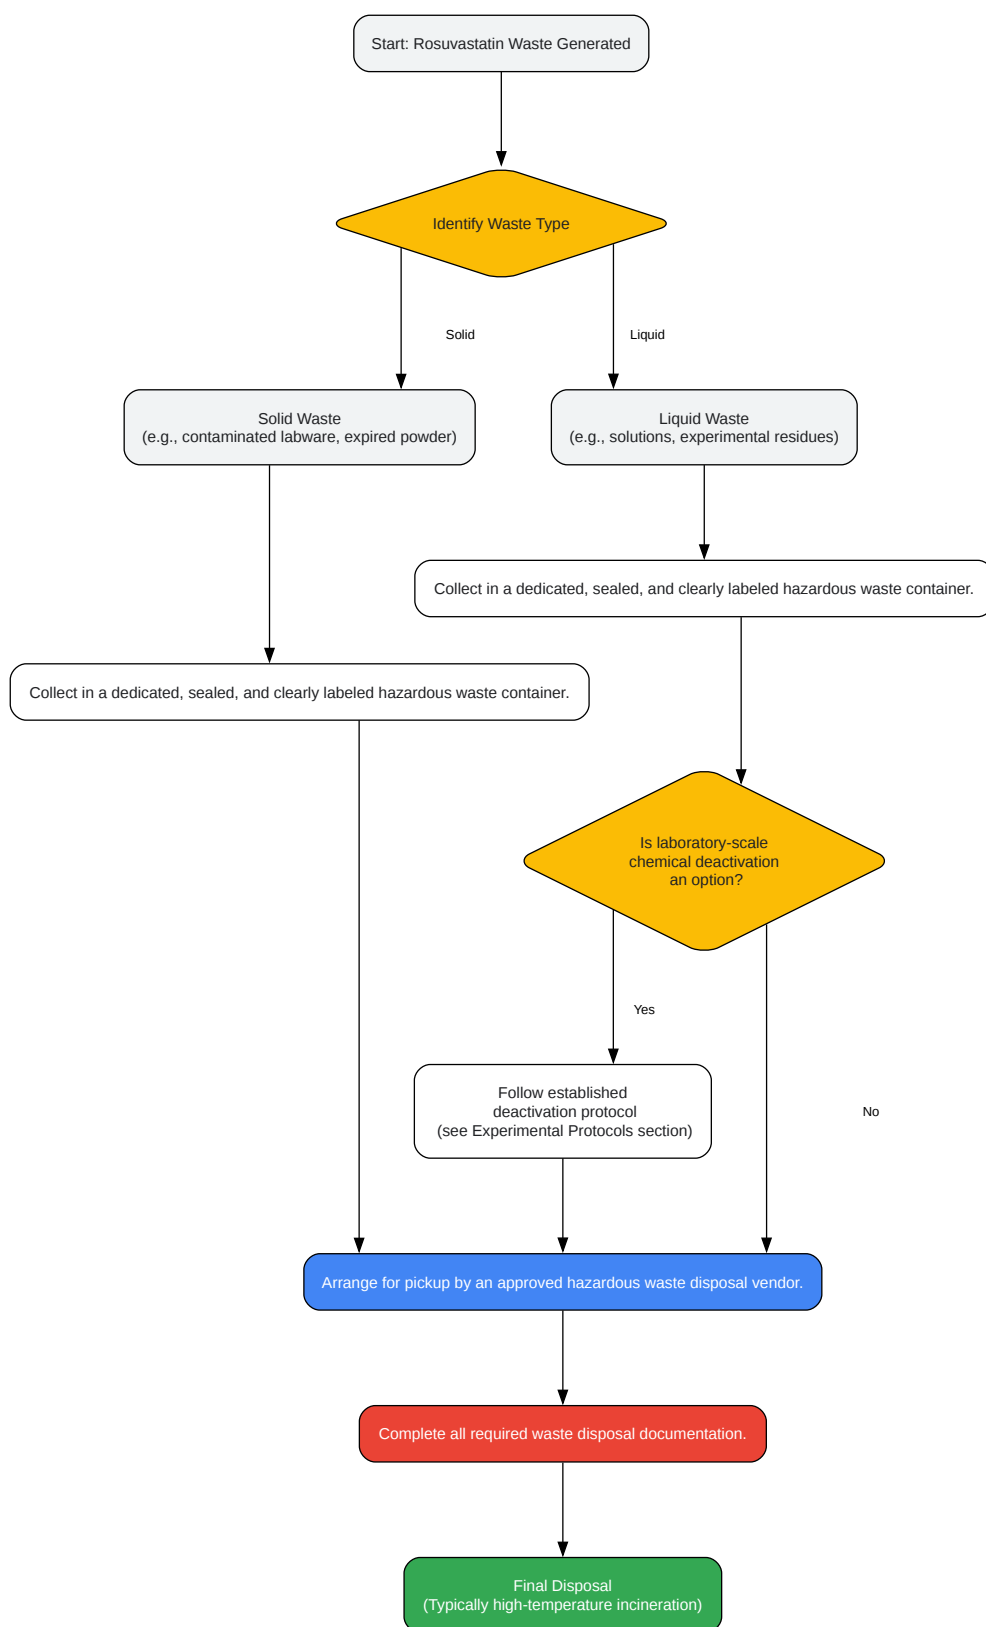 Start: Rosuvastatin Waste Generated
Identify Waste Type
Solid
Liquid
Solid Waste
(e.g., contaminated labware, expired powder)
Liquid Waste
(e.g., solutions, experimental residues)
Collect in a dedicated, sealed, and clearly labeled hazardous waste container.
Collect in a dedicated, sealed, and clearly labeled hazardous waste container.
Is laboratory-scale
chemical deactivation
an option?
Yes
Follow established
deactivation protocol
(see Experimental Protocols section)
No
Arrange for pickup by an approved hazardous waste disposal vendor.
Complete all required waste disposal documentation.
Final Disposal
(Typically high-temperature incineration)